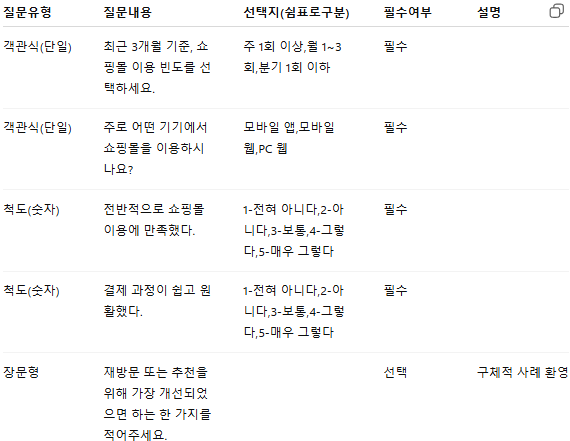 질문유형 질문내용 선택지(쉼표로구분) 필수여부 설명
객관식(단일) 최근 3개월 기준, 쇼 주 1회 이상,월 1~3 필수
핑몰 이용 빈도를 선 회,분기 1회 이하
택하세요.
객관식(단일) 주로 어떤 기기에서 모바일 앱,모바일 필수
쇼핑몰을 이용하시 웹,PC 웹
나요?
척도(숫자) 전반적으로 쇼핑몰 1-전혀 아니다,2-아 필수
이용에 만족했다. 니다,3-보통,4-그렇
다,5-매우 그렇다
척도(숫자) 결제 과정이 쉽고 원 1-전혀 아니다,2-아 필수
활했다. 니다,3-보통,4-그렇
다,5-매우 그렇다
장문형 재방문 또는 추천을 선택 구체적 사례 환영
위해 가장 개선되었
으면 하는 한 가지를
적어주세요.